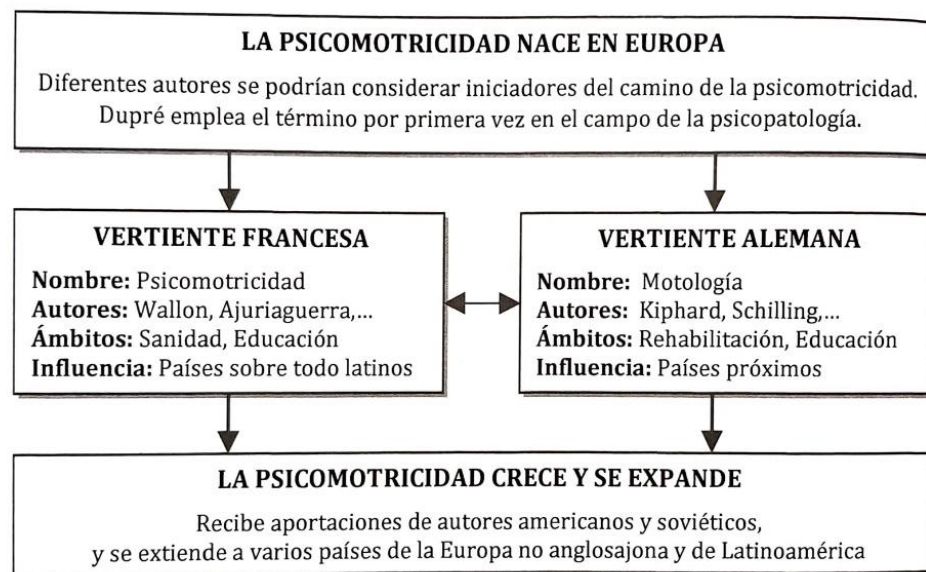 LA PSICOMOTRICIDAD NACE EN EUROPA
Diferentes autores se podrían considerar iniciadores del camino de la psicomotricidad.
Dupré emplea el término por primera vez en el campo de la psicopatología.
VERTIENTE FRANCESA
Nombre: Psicomotricidad
Autores: Wallon, Ajuriaguerra,...
Ámbitos: Sanidad, Educación
Influencia: Países sobre todo latinos
VERTIENTE ALEMANA
Nombre: Motología
Autores: Kiphard, Schilling,...
Ámbitos: Rehabilitación, Educación
Influencia: Países próximos
LA PSICOMOTRICIDAD CRECE Y SE EXPANDE
Recibe aportaciones de autores americanos y soviéticos,
y se extiende a varios países de la Europa no anglosajona y de Latinoamérica